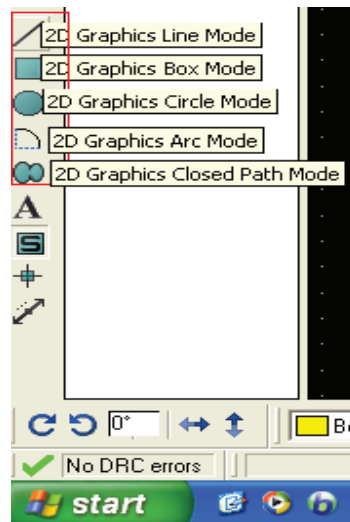 2D Graphics Line Mode
2D Graphics Box Mode
2D Graphics Circle Mode
2D Graphics Arc Mode
2D Graphics Closed Path Mode
A
S
0°
No DRC errors
start